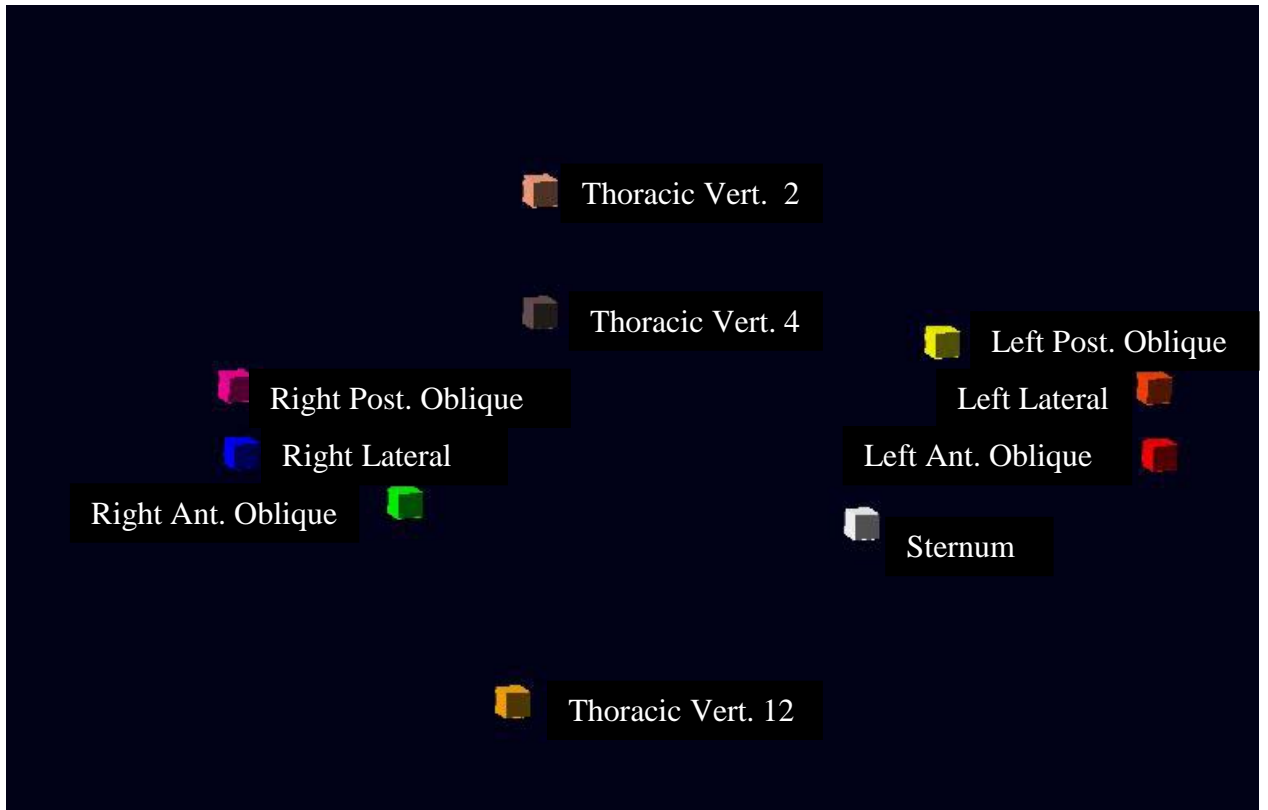 Thoracic Vert. 2
Thoracic Vert. 4
Left Post. Oblique
Right Post. Oblique
Left Lateral
Right Lateral
Left Ant. Oblique
Right Ant. Oblique
Sternum
Thoracic Vert. 12